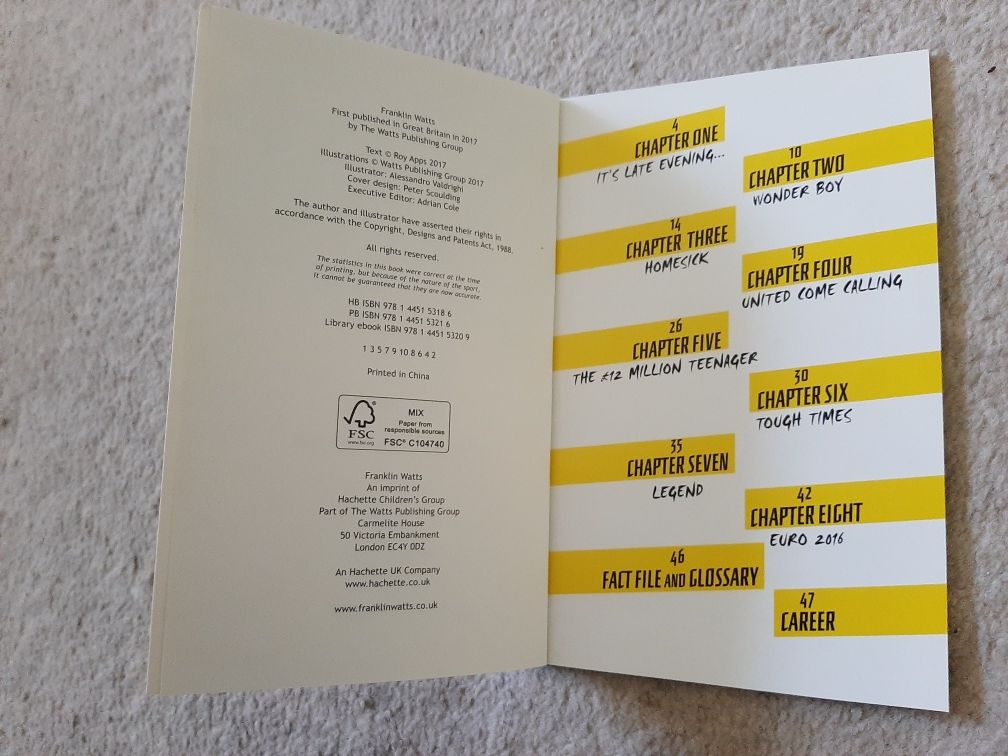 Franklin Watts
First published in Great Britain in 2017
by The Watts Publishing Group
Text © Roy Apps 2017
Illustrations © Watts Publishing Group 2017
Illustrator: Alessandro Valdrighi
Cover design: Peter Scoulding
Executive Editor: Adrian Cole
The author and illustrator have asserted their rights in
accordance with the Copyright, Designs and Patents Act, 1988.
All rights reserved.
The statistics in this book were correct at the time
of printing, but because of the nature of the sport,
it cannot be guaranteed that they are now accurate.
HB ISBN 978 1 4451 5318 6
PB ISBN 978 1 4451 5321 6
Library ebook ISBN 978 1 4451 5320 9
1 3 5 7 9 10 8 6 4 2
Printed in China
FSC
www.fsc.org
MIX
Paper from
responsible sources
FSC® C104740
Franklin Watts
An imprint of
Hachette Children's Group
Part of The Watts Publishing Group
Carmelite House
50 Victoria Embankment
London EC4Y 0DZ
An Hachette UK Company
www.hachette.co.uk
www.franklinwatts.co.uk
4
CHAPTER ONE
IT'S LATE EVENING...
10
CHAPTER TWO
WONDER BOY
14
CHAPTER THREE
HOMESICK
19
CHAPTER FOUR
UNITED COME CALLING
26
CHAPTER FIVE
THE £12 MILLION TEENAGER
30
CHAPTER SIX
TOUGH TIMES
35
CHAPTER SEVEN
LEGEND
42
CHAPTER EIGHT
EURO 2016
46
FACT FILE AND GLOSSARY
47
CAREER